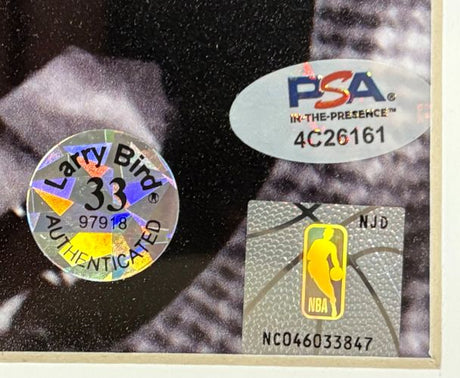 PSA®
IN-THE-PRESENCE™
4C26161
Larry Bird®
33
97918
AUTHENTICATED
NJD
NBA
NC046033847